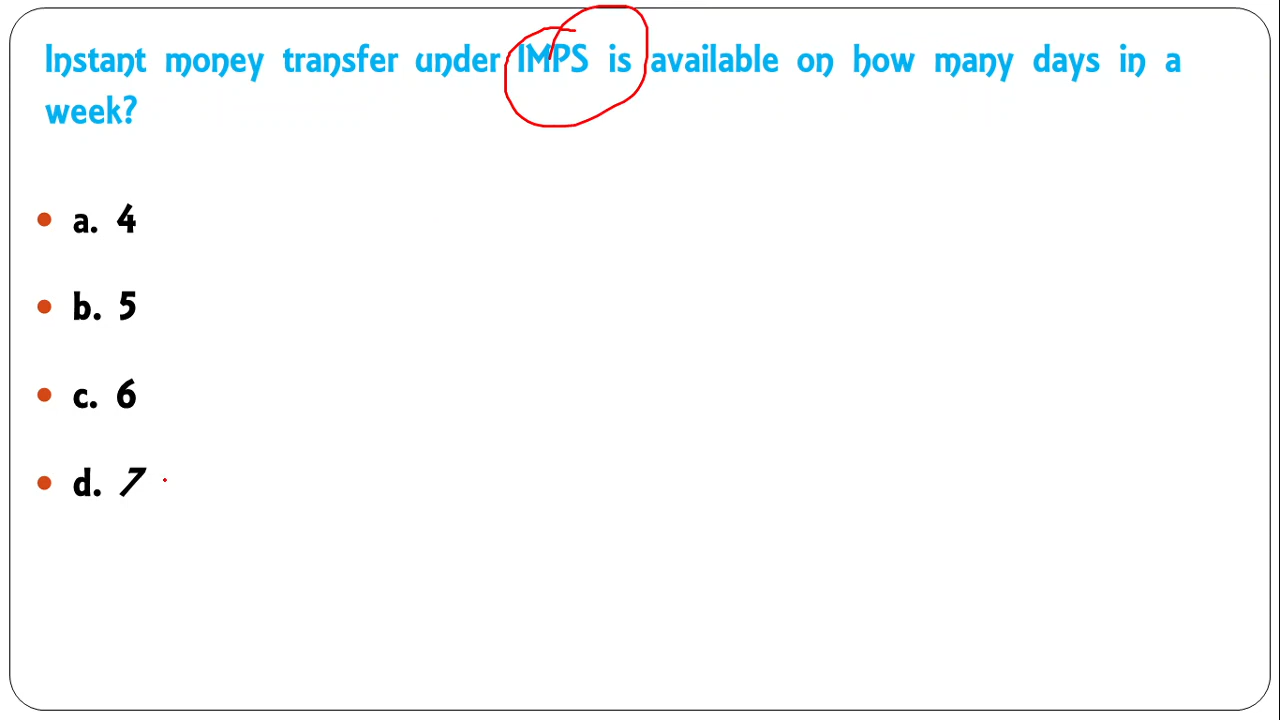 Instant money transfer under IMPS is available on how many days in a
week?
• a. 4
• b. 5
• c. 6
• d. 7